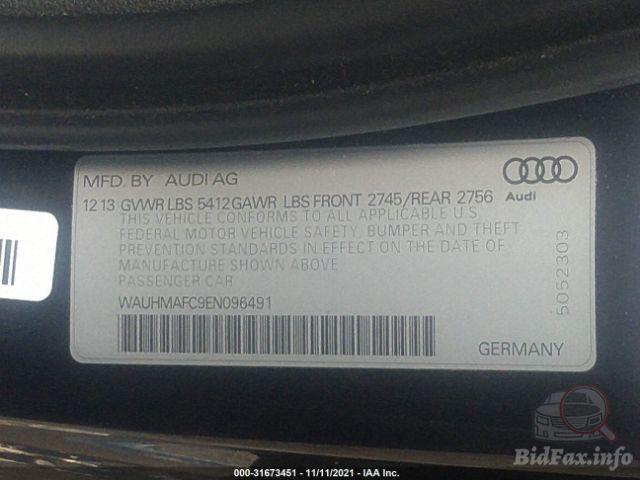 MFD. BY AUDI AG
12 13 GVWR LBS 5412 GAWR LBS FRONT 2745/REAR 2756
Audi
THIS VEHICLE CONFORMS TO ALL APPLICABLE U.S.
FEDERAL MOTOR VEHICLE SAFETY, BUMPER AND THEFT
PREVENTION STANDARDS IN EFFECT ON THE DATE OF
MANUFACTURE SHOWN ABOVE
PASSENGER CAR
WAUHMAFC9EN096491
5052303
GERMANY
BidFax.info
000-31673451 - 11/11/2021 - IAA Inc.